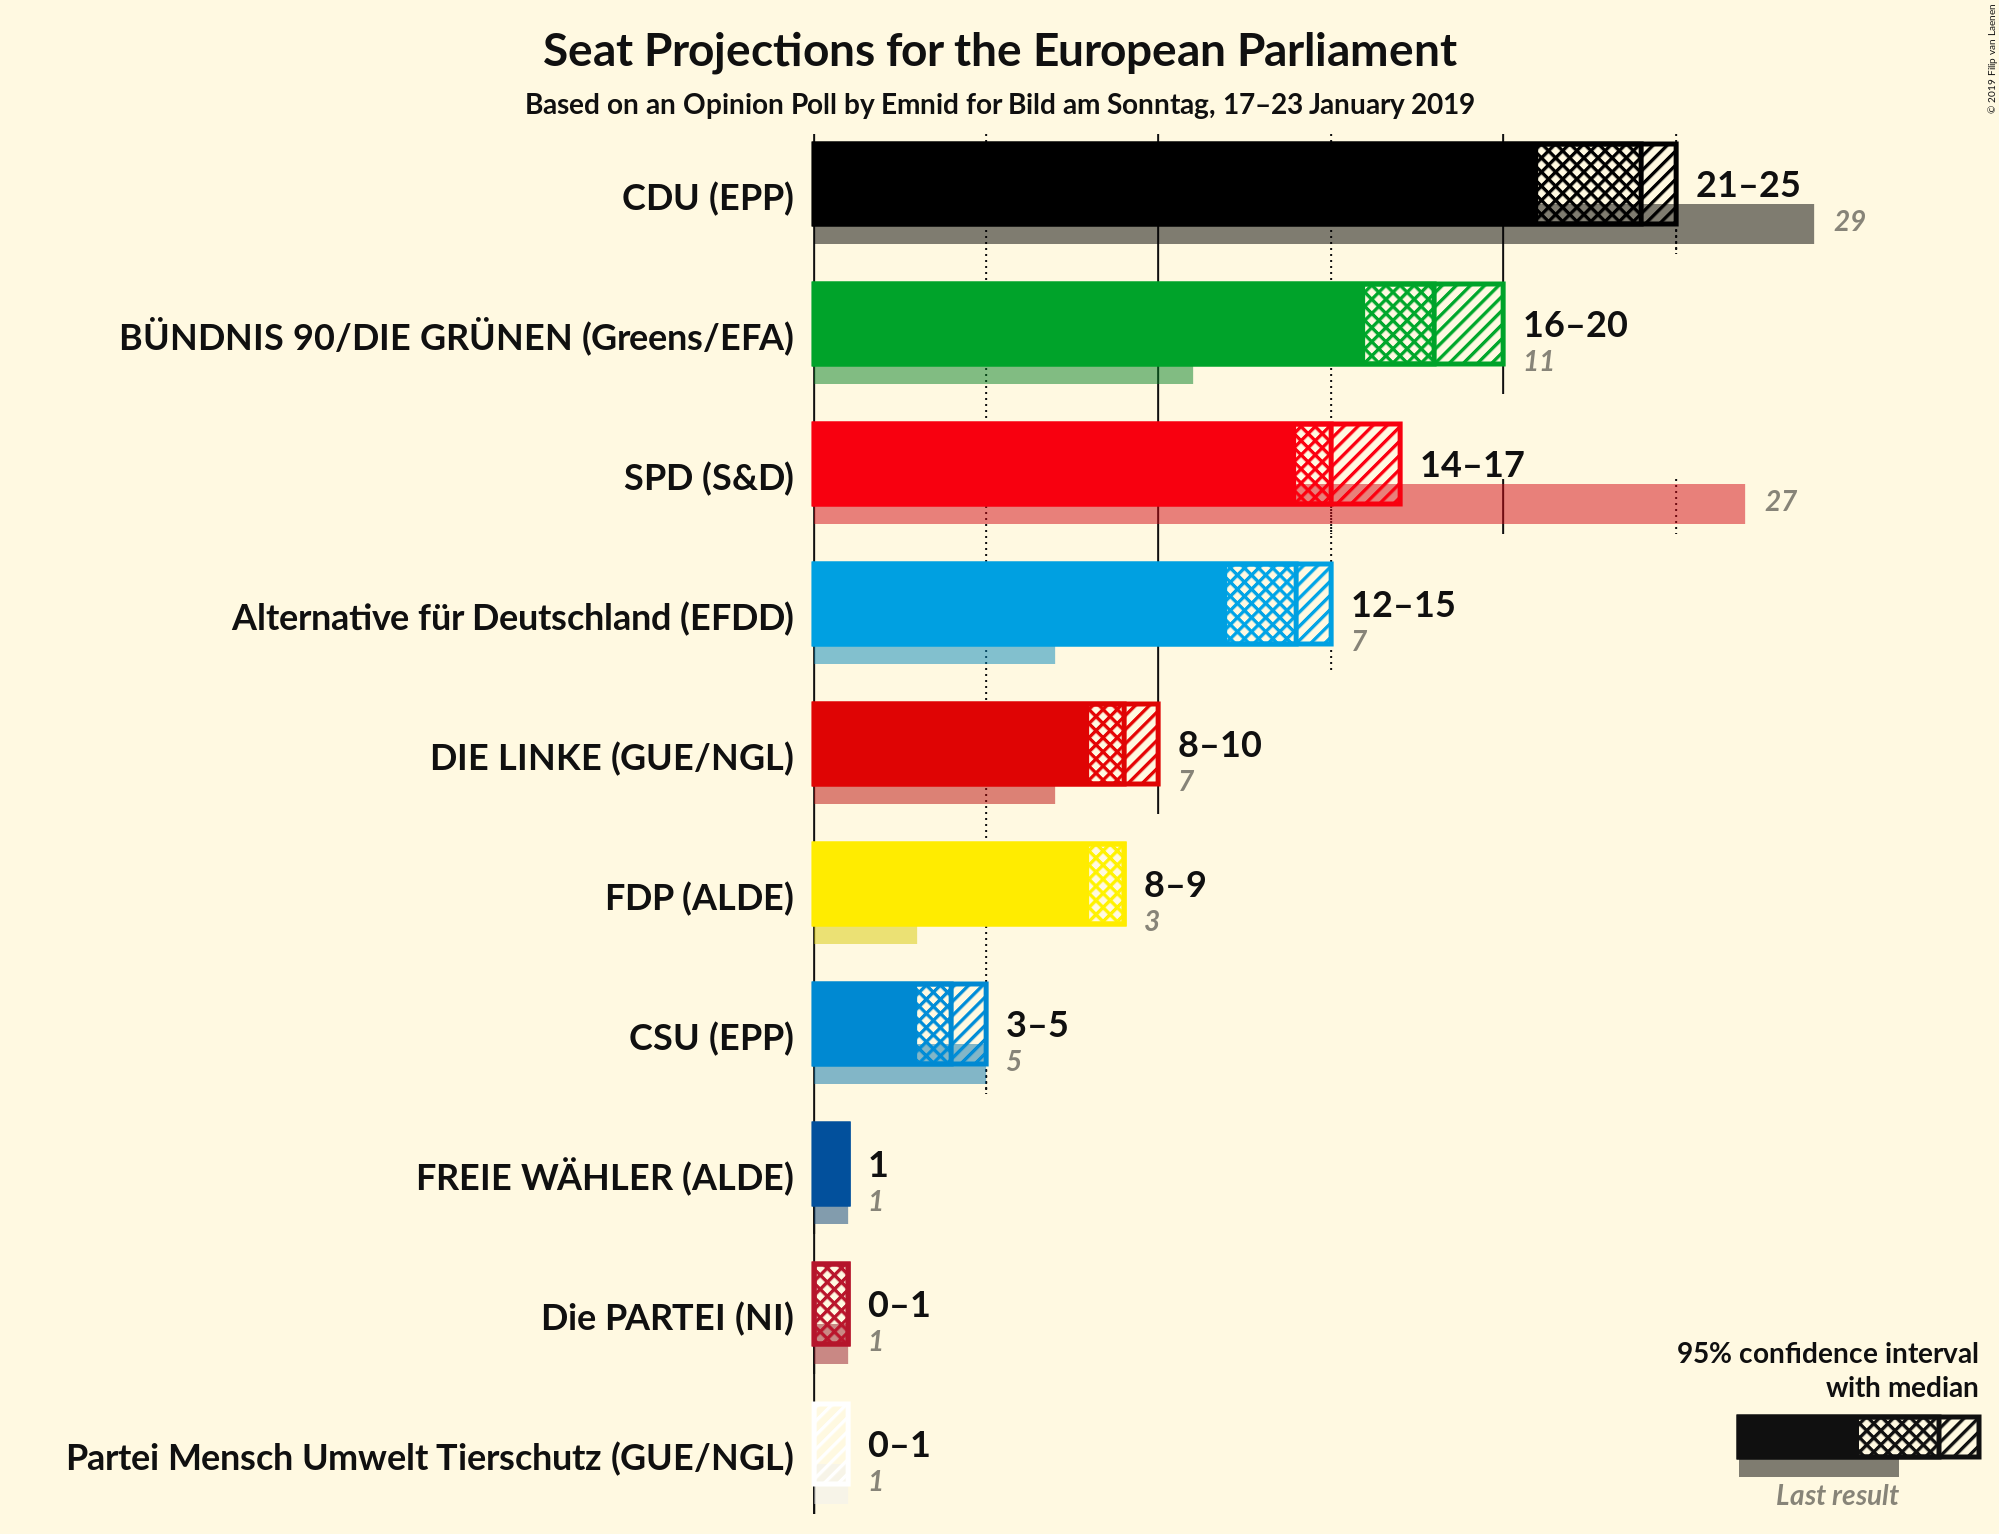 Seat Projections for the European Parliament
Based on an Opinion Poll by Emnid for Bild am Sonntag, 17–23 January 2019
© 2019 Filip van Laenen
CDU (EPP)
21–25
29
BÜNDNIS 90/DIE GRÜNEN (Greens/EFA)
16–20
11
SPD (S&D)
14–17
27
Alternative für Deutschland (EFDD)
12–15
7
DIE LINKE (GUE/NGL)
8–10
7
FDP (ALDE)
8–9
3
CSU (EPP)
3–5
5
FREIE WÄHLER (ALDE)
1
1
Die PARTEI (NI)
0–1
1
Partei Mensch Umwelt Tierschutz (GUE/NGL)
0–1
1
95% confidence interval
with median
Last result